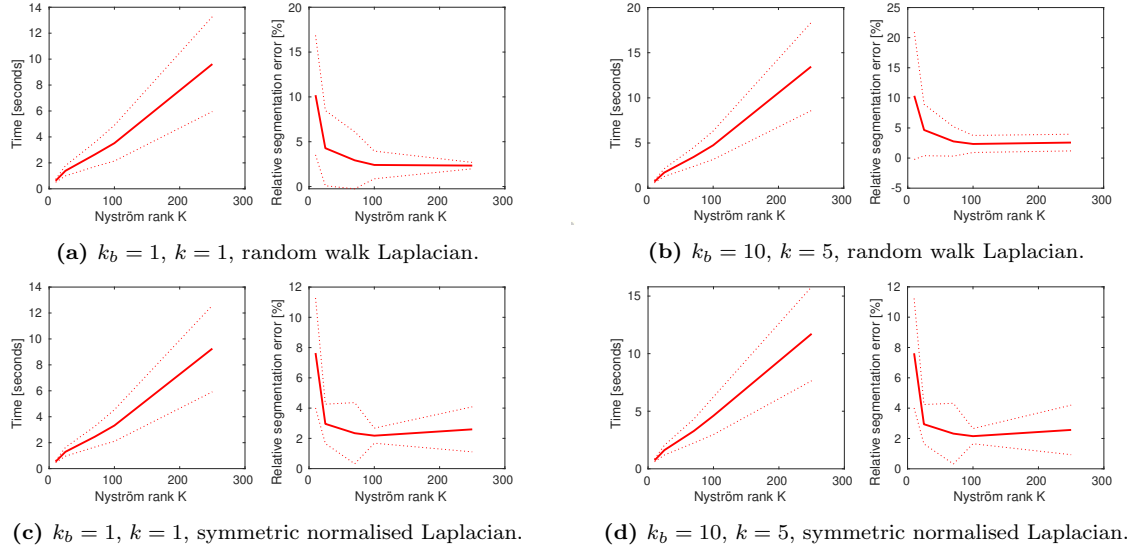 14
12
10
8
6
4
2
0
0 100 200 300
Time [seconds]
Nyström rank K
20
15
10
5
0
0 100 200 300
Relative segmentation error [%]
Nyström rank K
(a) k_b = 1, k = 1, random walk Laplacian.
20
15
10
5
0
0 100 200 300
Time [seconds]
Nyström rank K
25
20
15
10
5
0
-5
0 100 200 300
Relative segmentation error [%]
Nyström rank K
(b) k_b = 10, k = 5, random walk Laplacian.
14
12
10
8
6
4
2
0
0 100 200 300
Time [seconds]
Nyström rank K
12
10
8
6
4
2
0
0 100 200 300
Relative segmentation error [%]
Nyström rank K
(c) k_b = 1, k = 1, symmetric normalised Laplacian.
15
10
5
0
0 100 200 300
Time [seconds]
Nyström rank K
12
10
8
6
4
2
0
0 100 200 300
Relative segmentation error [%]
Nyström rank K
(d) k_b = 10, k = 5, symmetric normalised Laplacian.